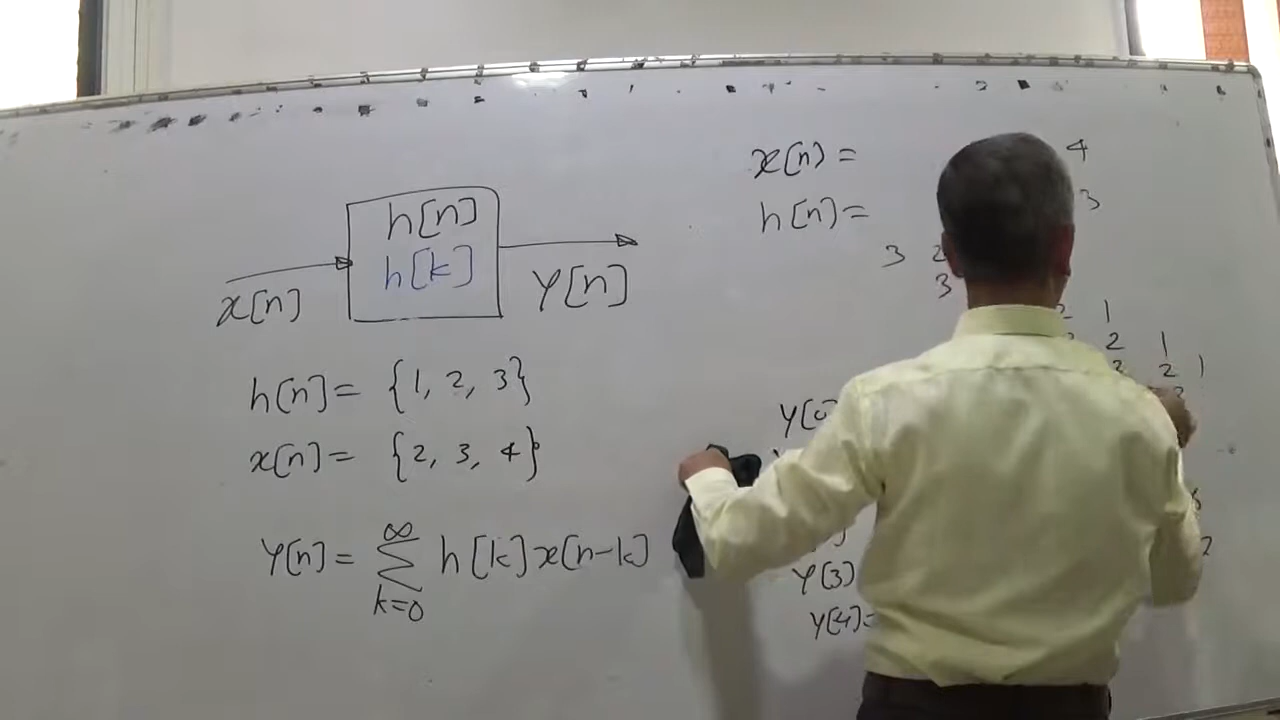 h[n]
h[k]
x[n]
y[n]
h[n] = {1, 2, 3}
x[n] = {2, 3, 4}
y[n] = ∑ h[k] x[n-k]
∞
k=0
x[n] = 4
h[n] = 3
3 2
3
1
2 1
2 1
y[0]
y[3]
y[4]=